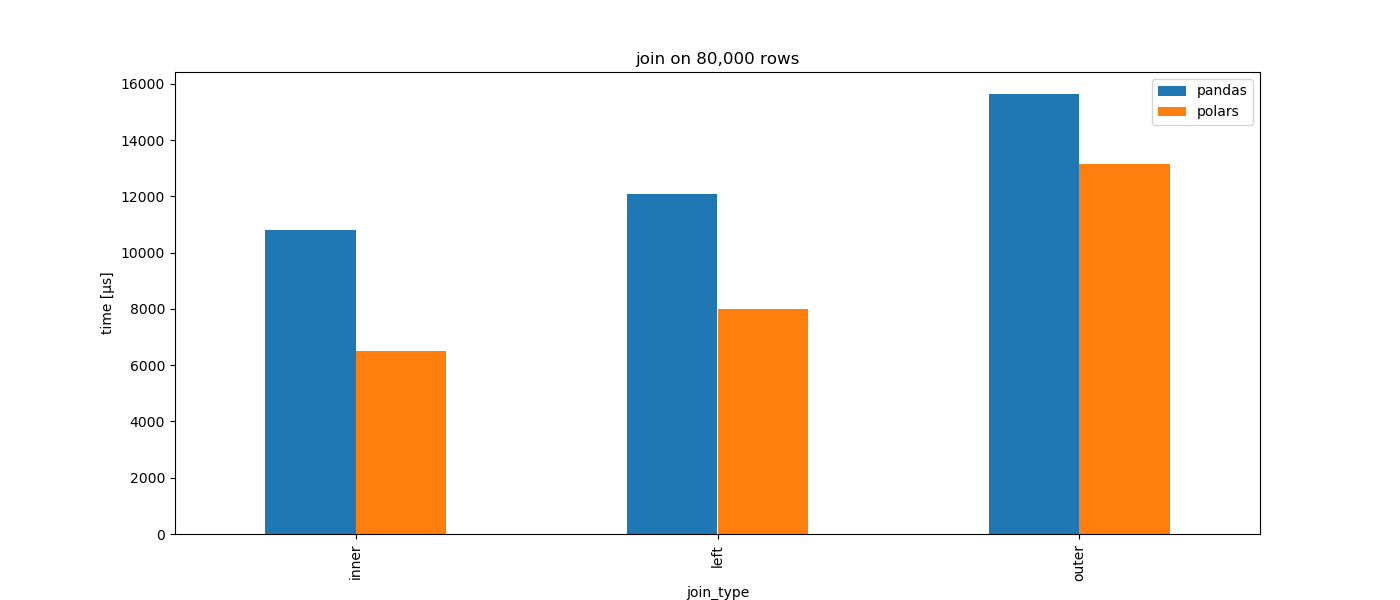 join on 80,000 rows
pandas
polars
16000
14000
12000
10000
8000
6000
4000
2000
0
time [µs]
inner
left
outer
join_type